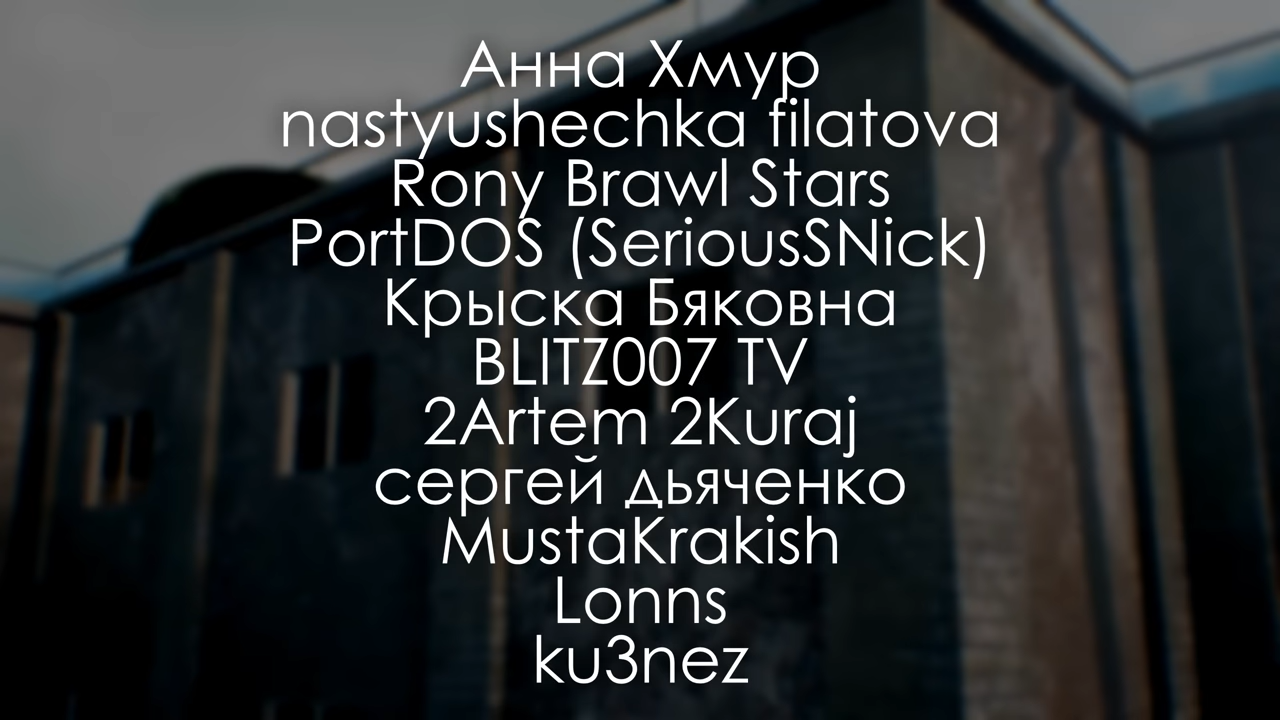 Анна Хмур
nastyushechka filatova
Rony Brawl Stars
PortDOS (SeriousSNick)
Крыска Бяковна
BLITZ007 TV
2Artem 2Kuraj
сергей дьяченко
MustaKrakish
Lonns
ku3nez